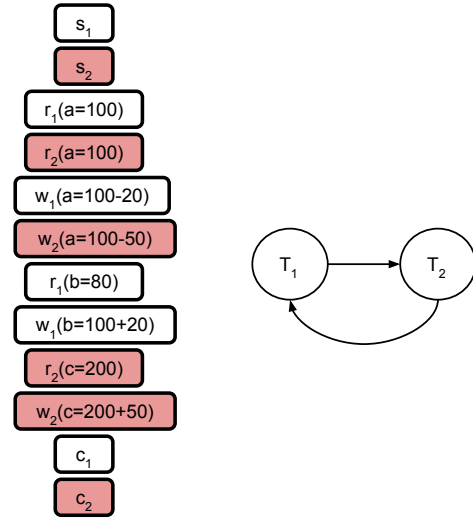 s₁
s₂
r₁(a=100)
r₂(a=100)
w₁(a=100-20)
w₂(a=100-50)
r₁(b=80)
w₁(b=100+20)
r₂(c=200)
w₂(c=200+50)
c₁
c₂
T₁
T₂